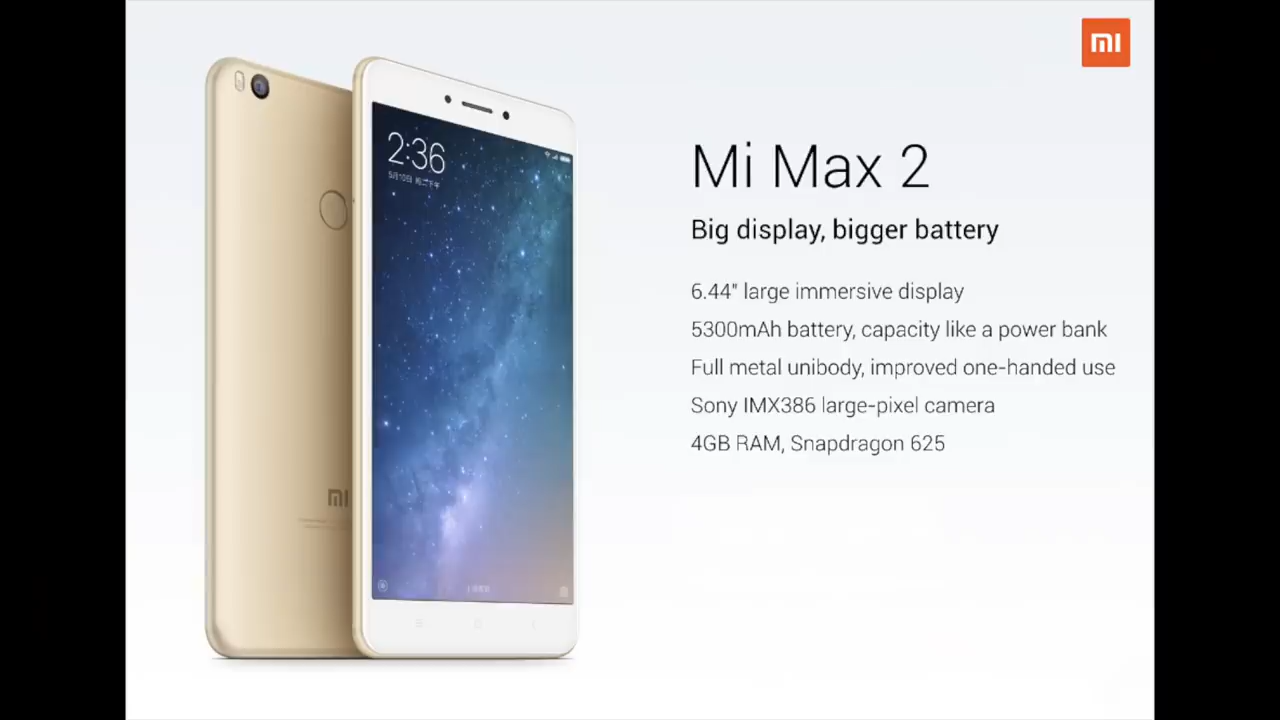 mi
Mi Max 2
Big display, bigger battery
6.44" large immersive display
5300mAh battery, capacity like a power bank
Full metal unibody, improved one-handed use
Sony IMX386 large-pixel camera
4GB RAM, Snapdragon 625
2:36
mi